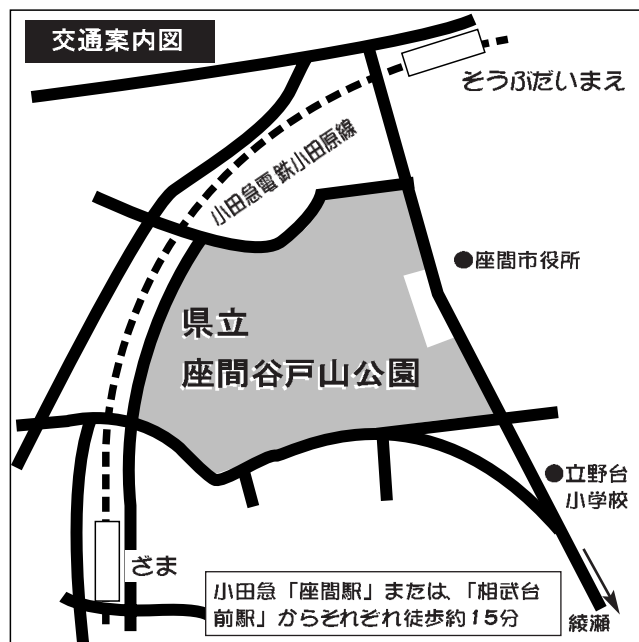 交通案内図
そうぶだいまえ
小田急電鉄小田原線
●座間市役所
県立
座間谷戸山公園
●立野台
小学校
ざま
小田急「座間駅」または、「相武台
前駅」からそれぞれ徒歩約15分
綾瀬